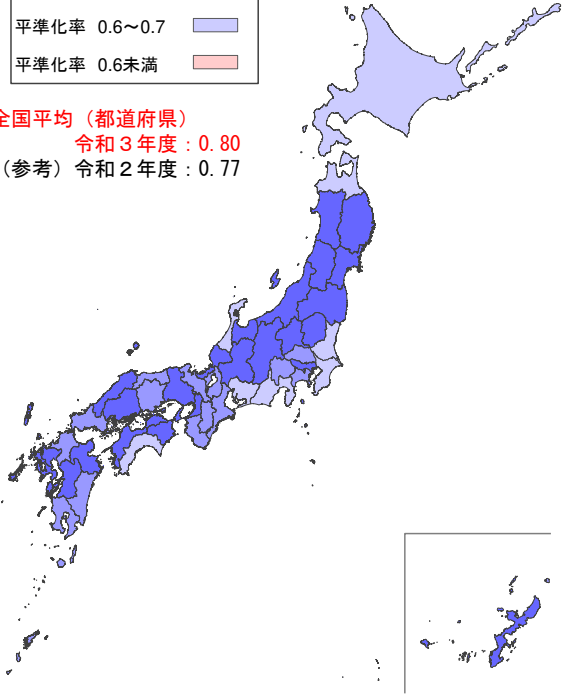 平準化率 0.6～0.7
平準化率 0.6未満
全国平均（都道府県）
令和３年度：0.80
（参考）令和２年度：0.77